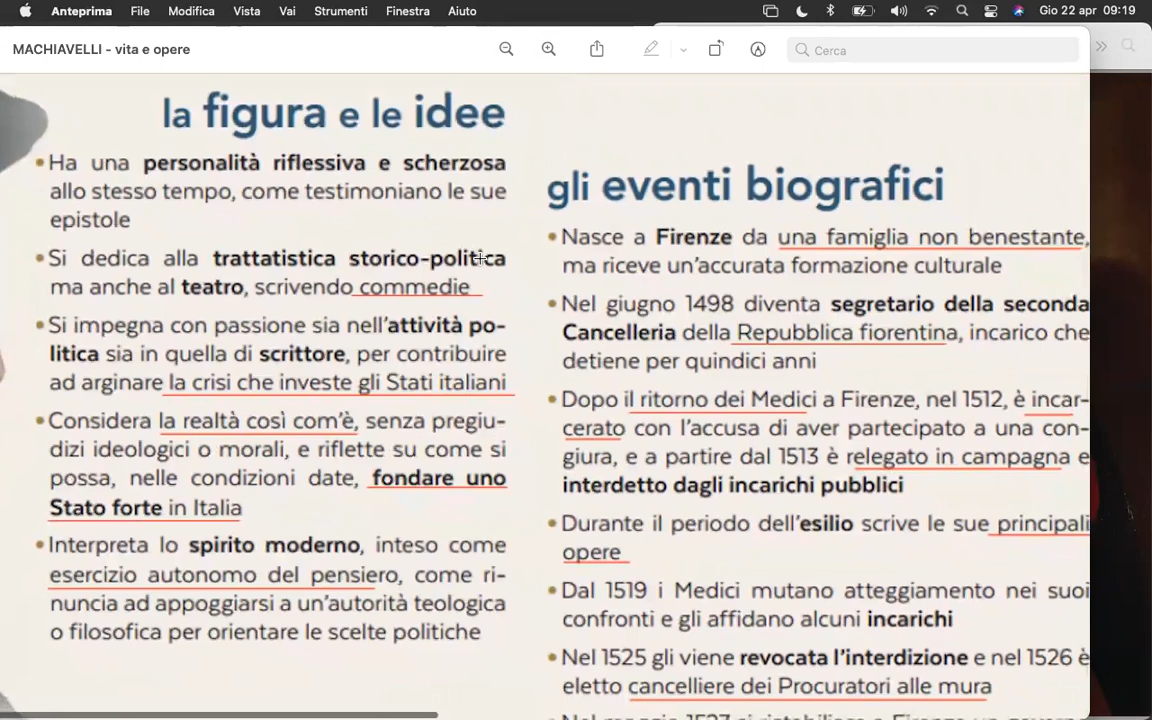 Anteprima File Modifica Vista Vai Strumenti Finestra Aiuto Gio 22 apr 09:19
MACHIAVELLI - vita e opere
Cerca
la figura e le idee
• Ha una personalità riflessiva e scherzosa
allo stesso tempo, come testimoniano le sue
epistole
• Si dedica alla trattatistica storico-politica
ma anche al teatro, scrivendo commedie
• Si impegna con passione sia nell'attività po-
litica sia in quella di scrittore, per contribuire
ad arginare la crisi che investe gli Stati italiani
• Considera la realtà così com'è, senza pregiu-
dizi ideologici o morali, e riflette su come si
possa, nelle condizioni date, fondare uno
Stato forte in Italia
• Interpreta lo spirito moderno, inteso come
esercizio autonomo del pensiero, come ri-
nuncia ad appoggiarsi a un'autorità teologica
o filosofica per orientare le scelte politiche
gli eventi biografici
• Nasce a Firenze da una famiglia non benestante,
ma riceve un'accurata formazione culturale
• Nel giugno 1498 diventa segretario della seconda
Cancelleria della Repubblica fiorentina, incarico che
detiene per quindici anni
• Dopo il ritorno dei Medici a Firenze, nel 1512, è incar-
cerato con l'accusa di aver partecipato a una con-
giura, e a partire dal 1513 è relegato in campagna e
interdetto dagli incarichi pubblici
• Durante il periodo dell'esilio scrive le sue principali
opere
• Dal 1519 i Medici mutano atteggiamento nei suoi
confronti e gli affidano alcuni incarichi
• Nel 1525 gli viene revocata l'interdizione e nel 1526 è
eletto cancelliere dei Procuratori alle mura
• Nel maggio 1527 si ristabilisce a Firenze un governo